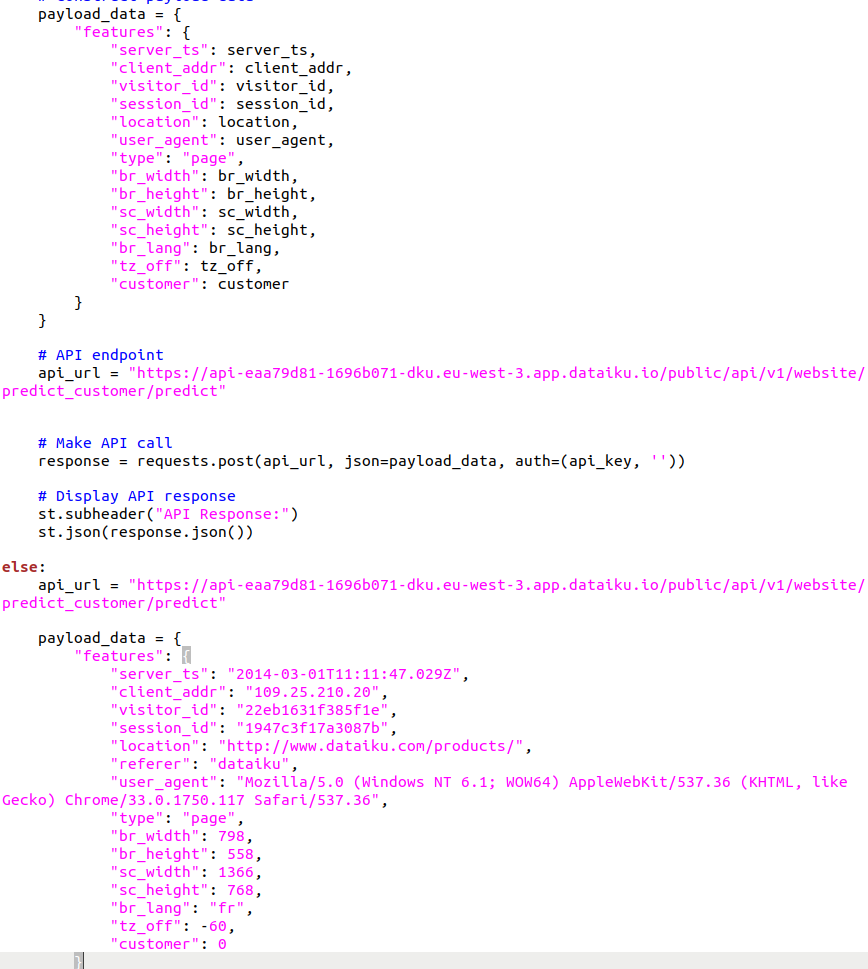 payload_data = {
        "features": {
            "server_ts": server_ts,
            "client_addr": client_addr,
            "visitor_id": visitor_id,
            "session_id": session_id,
            "location": location,
            "user_agent": user_agent,
            "type": "page",
            "br_width": br_width,
            "br_height": br_height,
            "sc_width": sc_width,
            "sc_height": sc_height,
            "br_lang": br_lang,
            "tz_off": tz_off,
            "customer": customer
        }
    }

    # API endpoint
    api_url = "https://api-eaa79d81-1696b071-dku.eu-west-3.app.dataiku.io/public/api/v1/website/
predict_customer/predict"


    # Make API call
    response = requests.post(api_url, json=payload_data, auth=(api_key, ''))

    # Display API response
    st.subheader("API Response:")
    st.json(response.json())

else:
    api_url = "https://api-eaa79d81-1696b071-dku.eu-west-3.app.dataiku.io/public/api/v1/website/
predict_customer/predict"

    payload_data = {
        "features": {
            "server_ts": "2014-03-01T11:11:47.029Z",
            "client_addr": "109.25.210.20",
            "visitor_id": "22eb1631f385f1e",
            "session_id": "1947c3f17a3087b",
            "location": "http://www.dataiku.com/products/",
            "referer": "dataiku",
            "user_agent": "Mozilla/5.0 (Windows NT 6.1; WOW64) AppleWebKit/537.36 (KHTML, like
Gecko) Chrome/33.0.1750.117 Safari/537.36",
            "type": "page",
            "br_width": 798,
            "br_height": 558,
            "sc_width": 1366,
            "sc_height": 768,
            "br_lang": "fr",
            "tz_off": -60,
            "customer": 0
        }